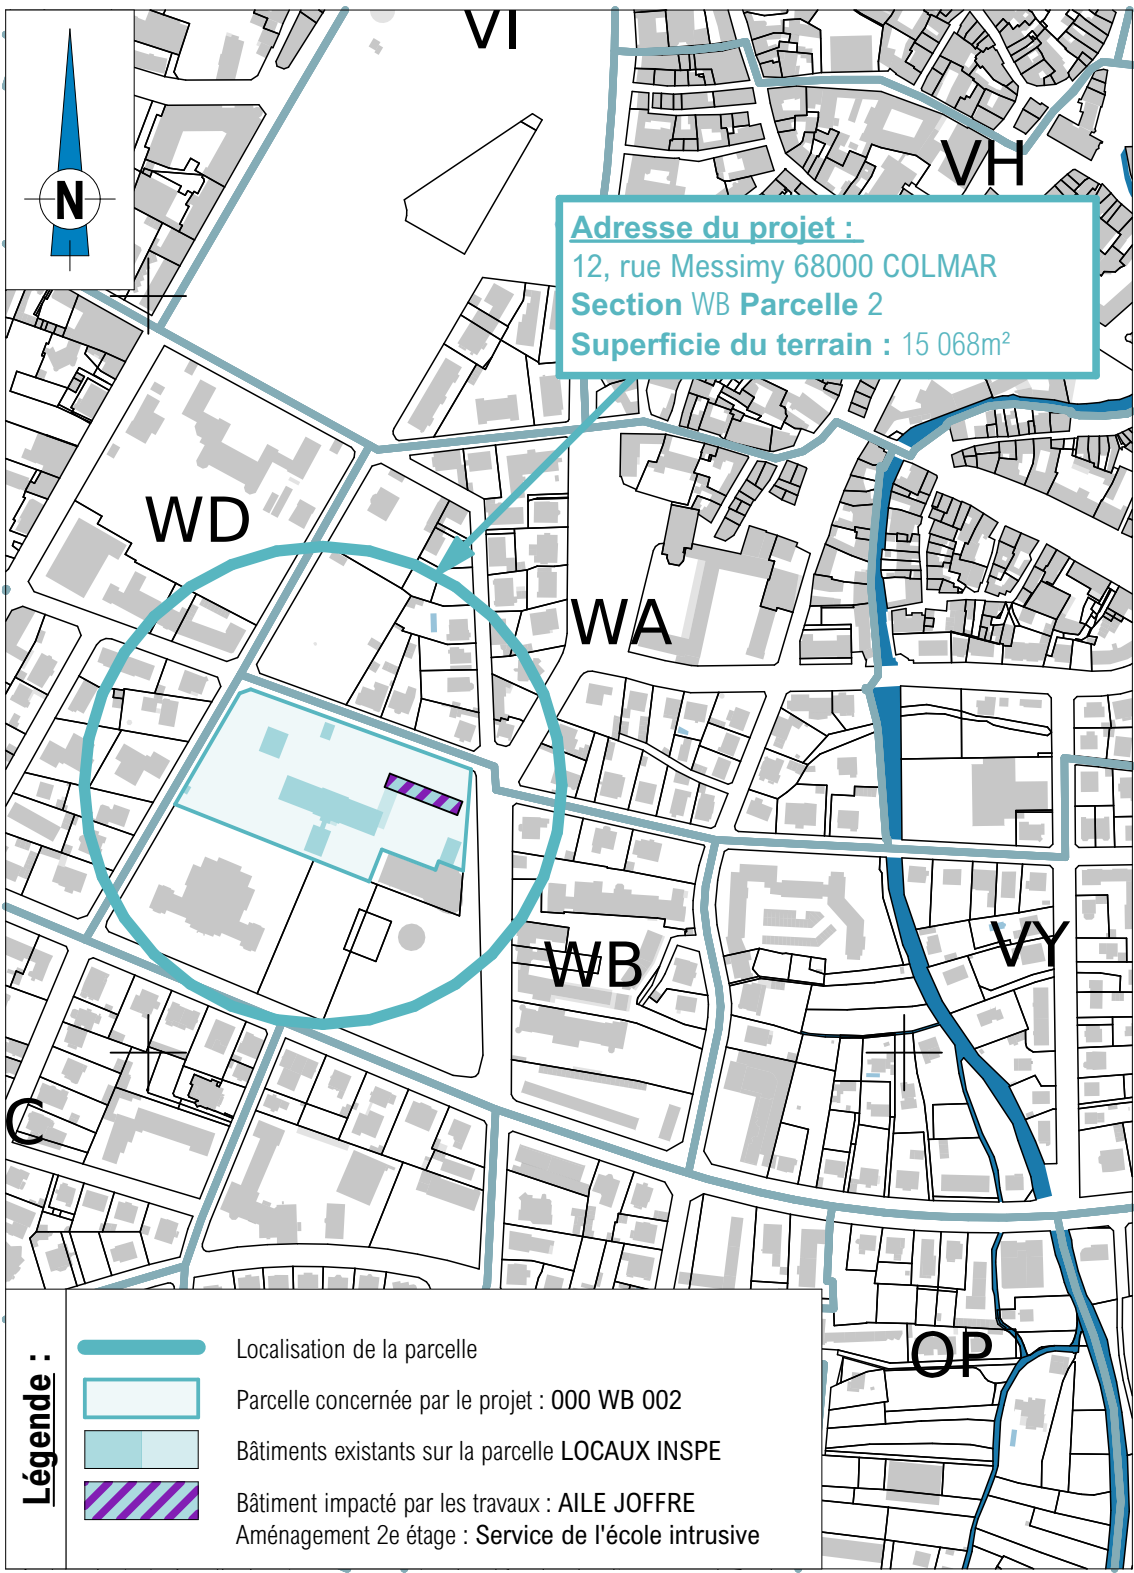 VI
VH
N
Adresse du projet :
12, rue Messimy 68000 COLMAR
Section WB Parcelle 2
Superficie du terrain : 15 068m²
WD
WA
WB
VY
C
OP
Légende :
Localisation de la parcelle
Parcelle concernée par le projet : 000 WB 002
Bâtiments existants sur la parcelle LOCAUX INSPE
Bâtiment impacté par les travaux : AILE JOFFRE
Aménagement 2e étage : Service de l'école intrusive